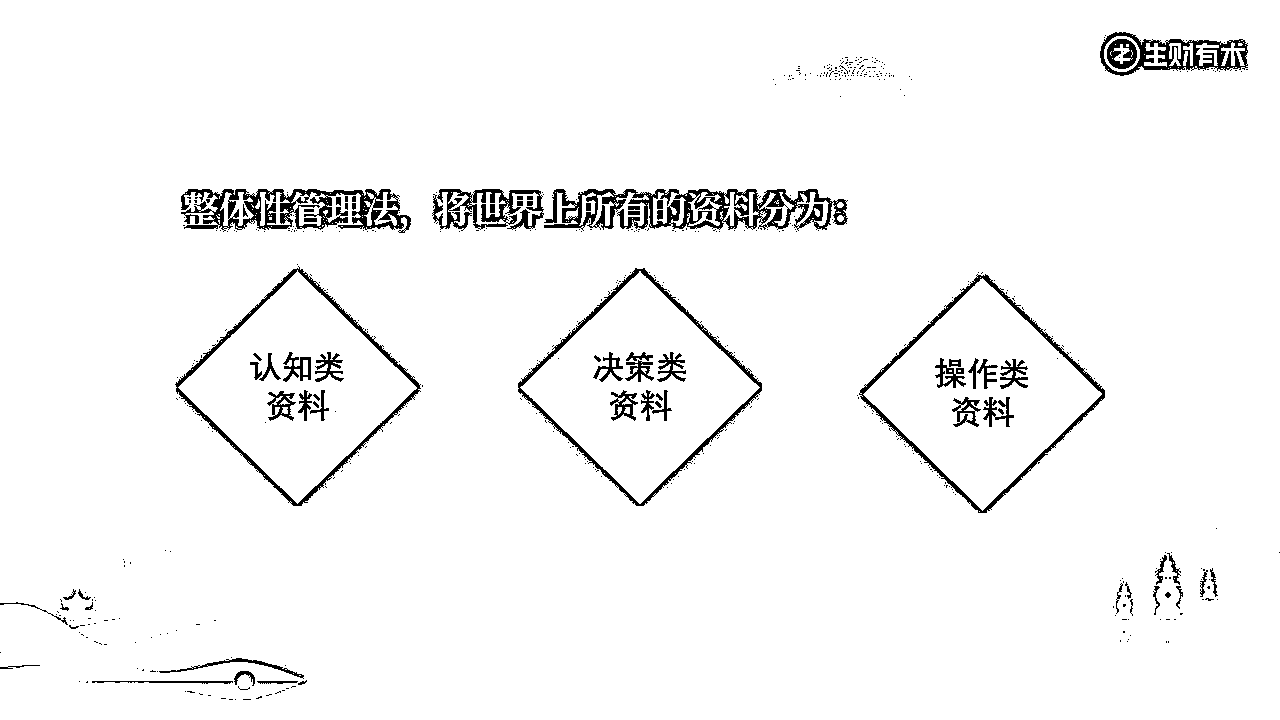 生财有术
整体性管理法，将世界上所有的资料分为：
认知类
资料
决策类
资料
操作类
资料